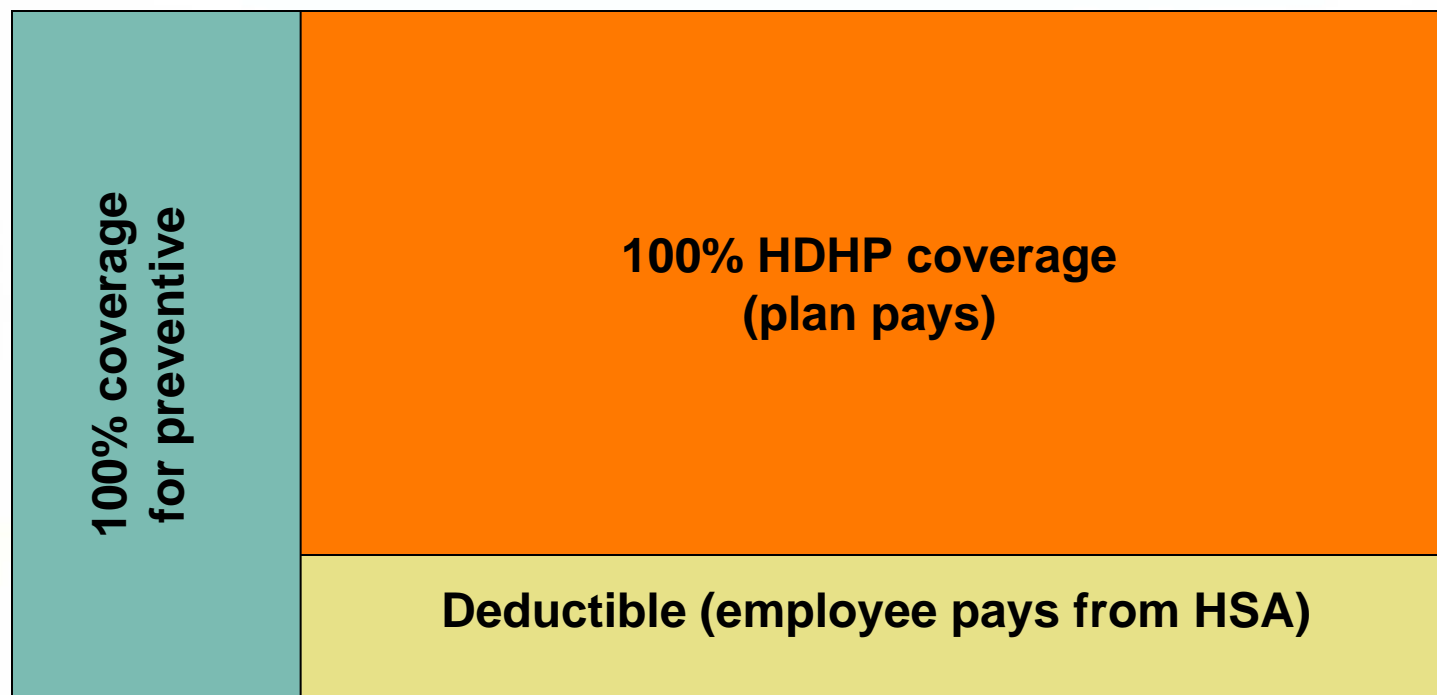 100% coverage
for preventive
100% HDHP coverage
(plan pays)
Deductible (employee pays from HSA)